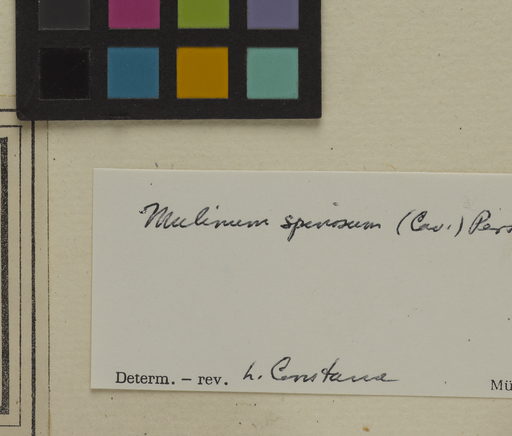 Mulinum spinosum (Cav.) Pers
Determ. – rev. L. Constance Mü